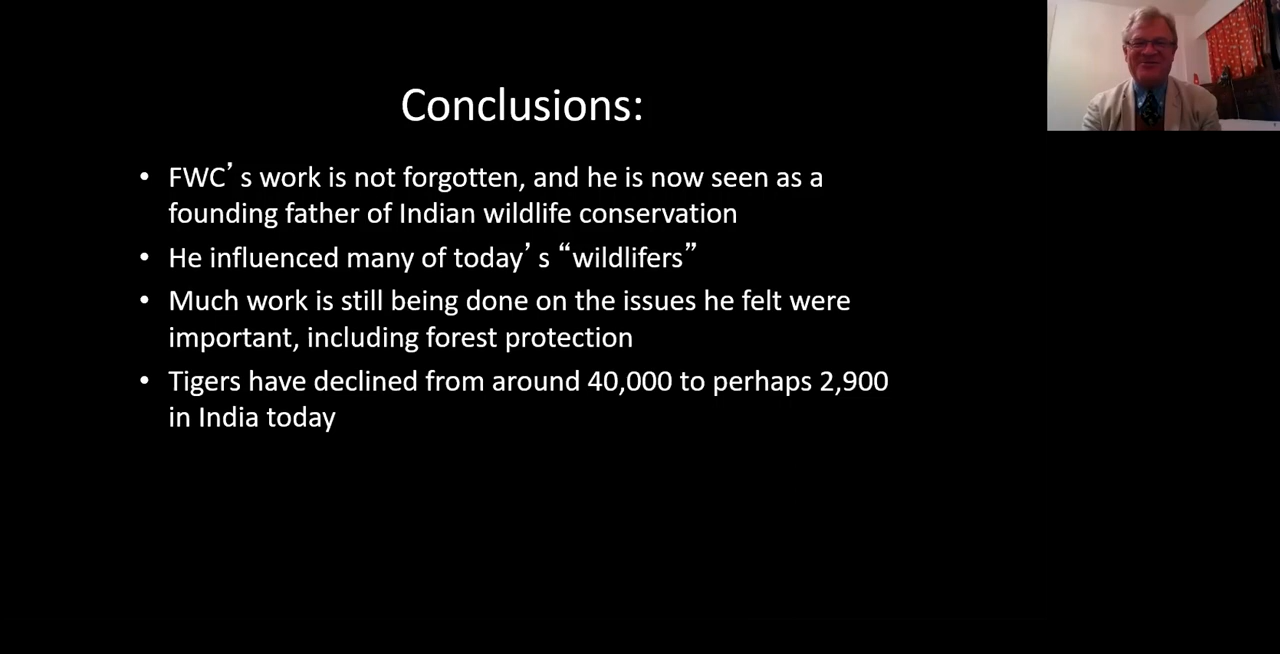 Conclusions:
• FWC’s work is not forgotten, and he is now seen as a
founding father of Indian wildlife conservation
• He influenced many of today’s “wildlifers”
• Much work is still being done on the issues he felt were
important, including forest protection
• Tigers have declined from around 40,000 to perhaps 2,900
in India today